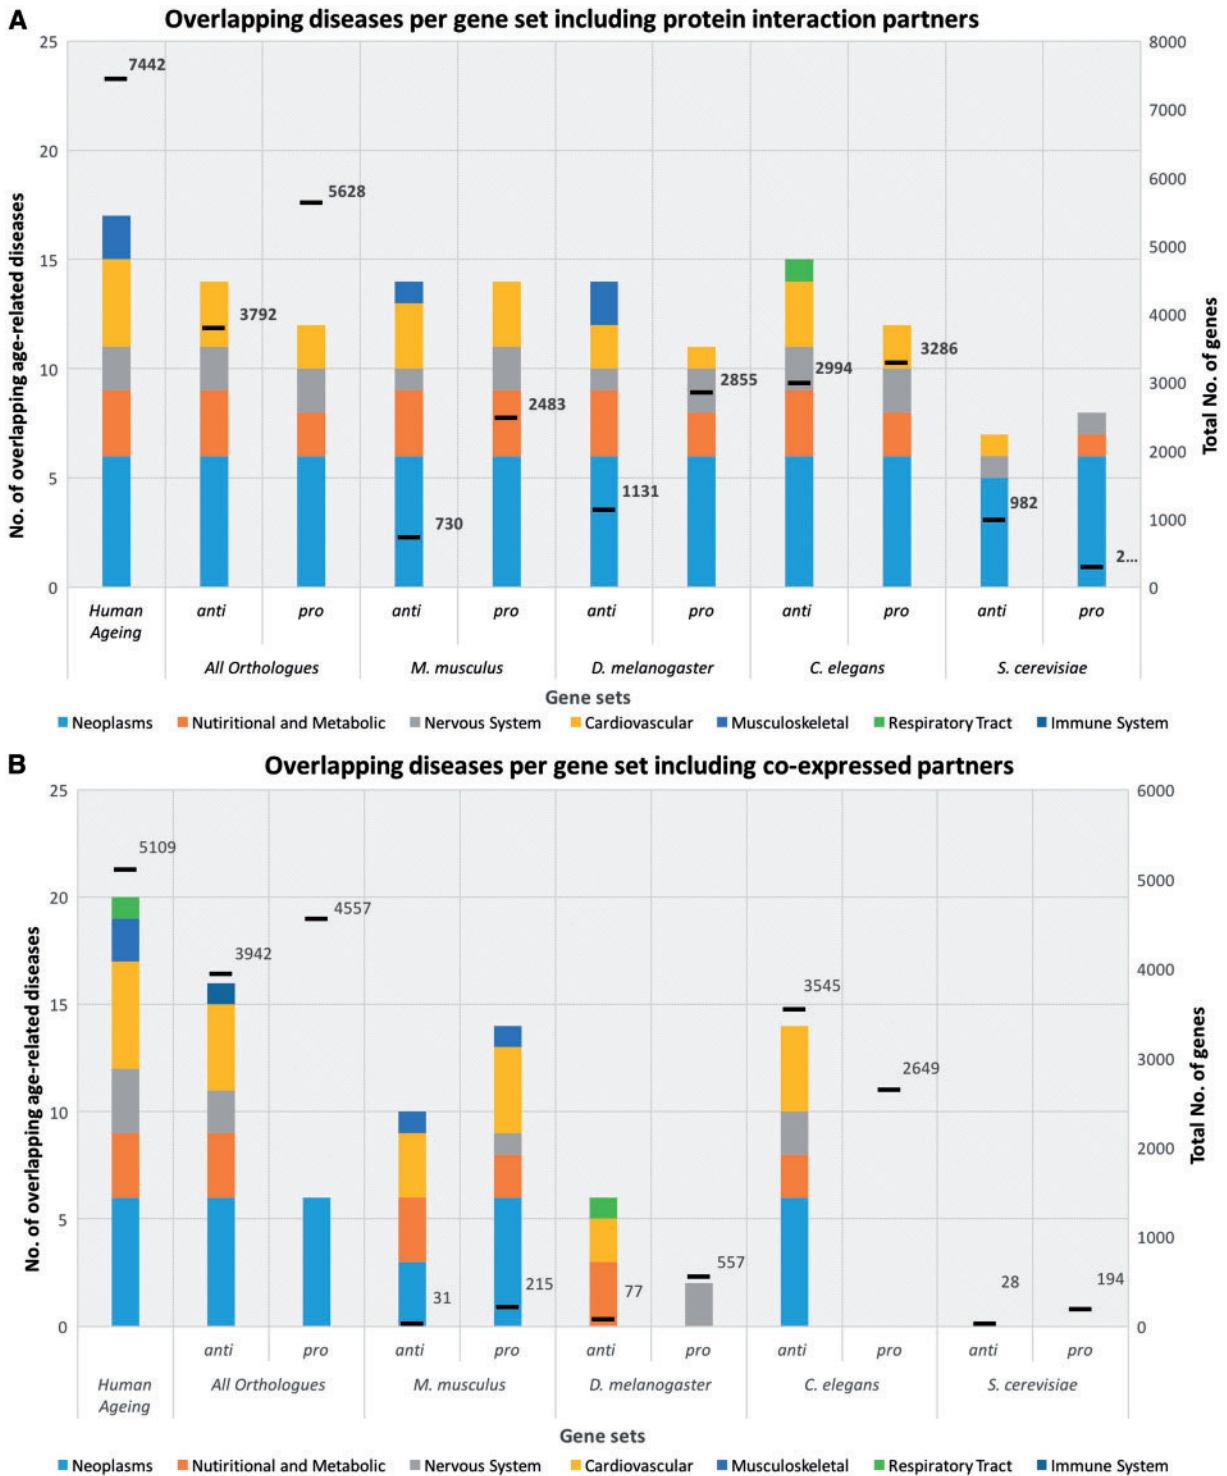 A
Overlapping diseases per gene set including protein interaction partners
No. of overlapping age-related diseases
Total No. of genes
25
20
15
10
5
0
8000
7000
6000
5000
4000
3000
2000
1000
0
7442
3792
5628
730
2483
1131
2855
2994
3286
982
2...
Human Ageing
anti
pro
anti
pro
anti
pro
anti
pro
anti
pro
All Orthologues
M. musculus
D. melanogaster
C. elegans
S. cerevisiae
Gene sets
Neoplasms
Nutiritional and Metabolic
Nervous System
Cardiovascular
Musculoskeletal
Respiratory Tract
Immune System
B
Overlapping diseases per gene set including co-expressed partners
No. of overlapping age-related diseases
Total No. of genes
25
20
15
10
5
0
6000
5000
4000
3000
2000
1000
0
5109
3942
4557
31
215
77
557
3545
2649
28
194
anti
pro
anti
pro
anti
pro
anti
pro
anti
pro
Human
Ageing
All Orthologues
M. musculus
D. melanogaster
C. elegans
S. cerevisiae
Gene sets
Neoplasms
Nutiritional and Metabolic
Nervous System
Cardiovascular
Musculoskeletal
Respiratory Tract
Immune System